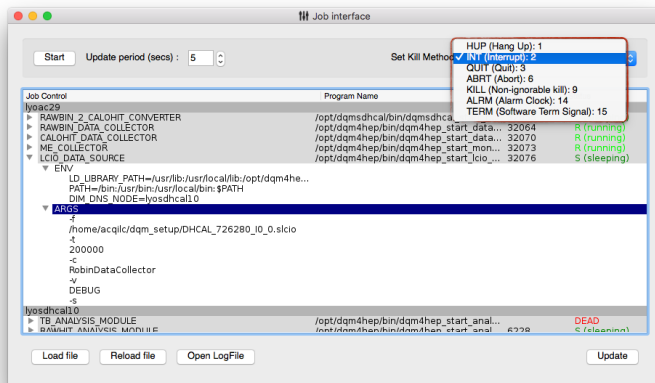 Job interface
Start Update period (secs) : 5 Set Kill Method
HUP (Hang Up): 1
✓ INT (Interrupt): 2
QUIT (Quit): 3
ABRT (Abort): 6
KILL (Non-ignorable kill): 9
ALRM (Alarm Clock): 14
TERM (Software Term Signal): 15
Job Control Program Name
lyoac29
RAWBIN_2_CALOHIT_CONVERTER /opt/dqmsdhcal/bin/dqmsdhca
RAWBIN_DATA_COLLECTOR /opt/dqm4hep/bin/dqm4hep_start_data... 32064 R (running)
CALOHIT_DATA_COLLECTOR /opt/dqm4hep/bin/dqm4hep_start_data... 32070 R (running)
ME_COLLECTOR /opt/dqm4hep/bin/dqm4hep_start_mon... 32073 R (running)
LCIO_DATA_SOURCE /opt/dqm4hep/bin/dqm4hep_start_lcio_... 32076 S (sleeping)
ENV
LD_LIBRARY_PATH=/usr/lib:/usr/local/lib:/opt/dqm4he...
PATH=/bin:/usr/bin:/usr/local/bin:$PATH
DIM_DNS_NODE=lyosdhcal10
ARGS
-f
/home/acqilc/dqm_setup/DHCAL_726280_I0_0.slcio
-t
200000
-c
RobinDataCollector
-v
DEBUG
-s
lyosdhcal10
TB_ANALYSIS_MODULE /opt/dqm4hep/bin/dqm4hep_start_anal... DEAD
RAWHIT_ANALYSIS_MODULE /opt/dqm4hep/bin/dqm4hep_start_anal... 6228 S (sleeping)
Load file Reload file Open LogFile Update